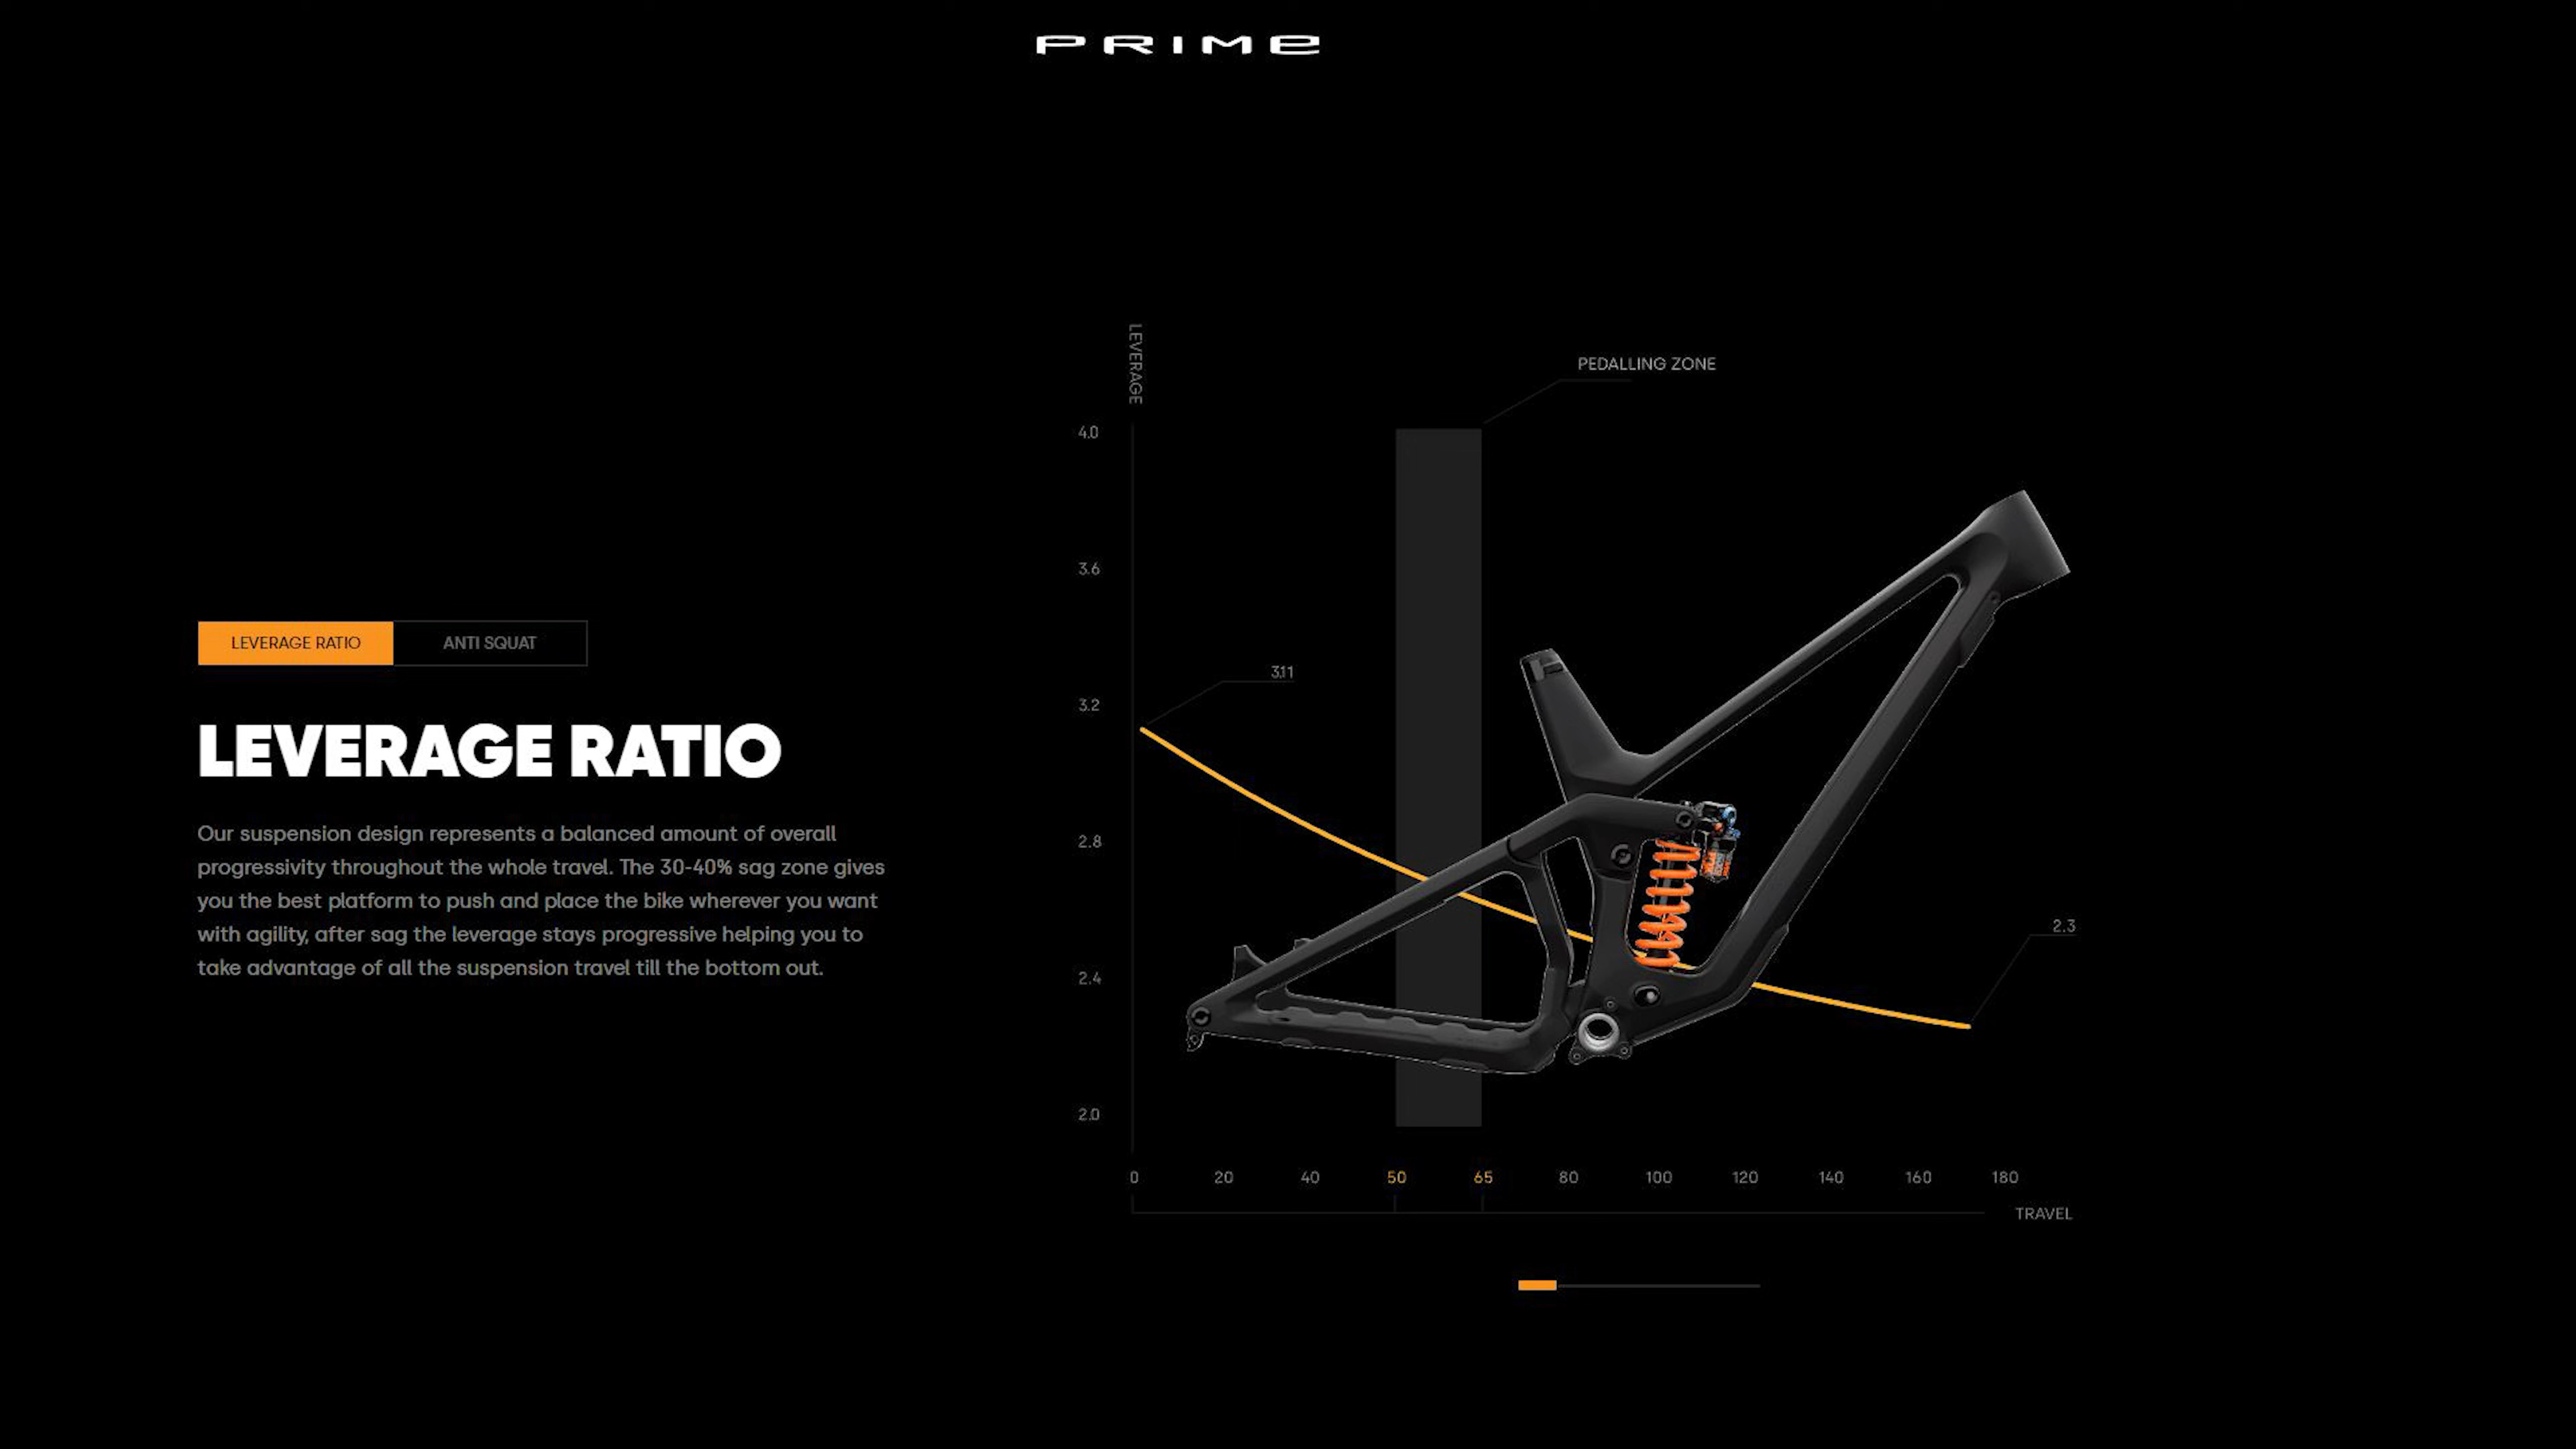 PRIME
LEVERAGE
PEDALLING ZONE
4.0
3.6
LEVERAGE RATIO
ANTI SQUAT
3.11
3.2
LEVERAGE RATIO
Our suspension design represents a balanced amount of overall
progressivity throughout the whole travel. The 30-40% sag zone gives
you the best platform to push and place the bike wherever you want
with agility, after sag the leverage stays progressive helping you to
take advantage of all the suspension travel till the bottom out.
2.8
2.3
2.4
2.0
0 20 40 50 65 80 100 120 140 160 180
TRAVEL